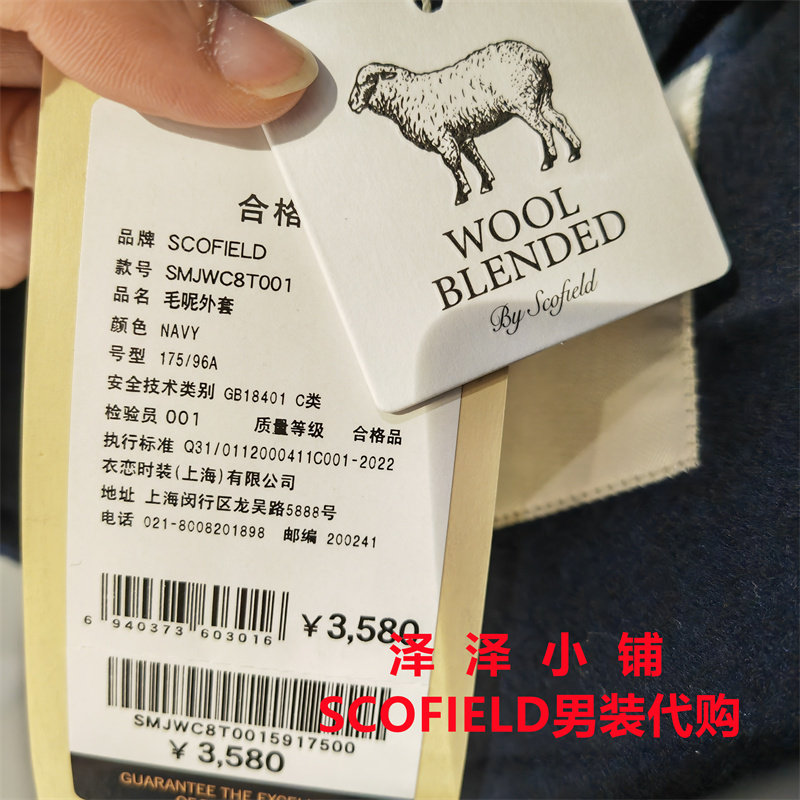 WOOL
BLENDED
By Scofield
合格
品牌 SCOFIELD
款号 SMJWC8T001
品名 毛呢外套
颜色 NAVY
号型 175/96A
安全技术类别 GB18401 C类
检验员 001 质量等级 合格品
执行标准 Q31/0112000411C001-2022
衣恋时装(上海)有限公司
地址 上海闵行区龙吴路5888号
电话 021-8008201898 邮编 200241
6 940373 603016 ¥3,580
泽泽小铺
SCOFIELD男装代购
SMJWC8T0015917500
¥ 3,580
GUARANTEE THE EXCELL